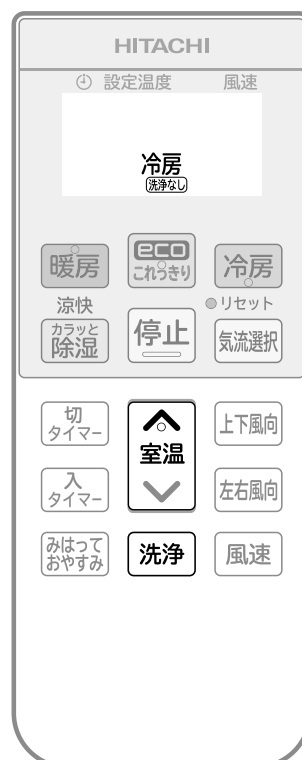 HITACHI
設定温度 風速
冷房
洗浄なし
暖房
eco
これっきり
冷房
涼快
カラッと
除湿
停止
リセット
気流選択
切
タイマー
室温
上下風向
入
タイマー
左右風向
みはって
おやすみ
洗浄
風速